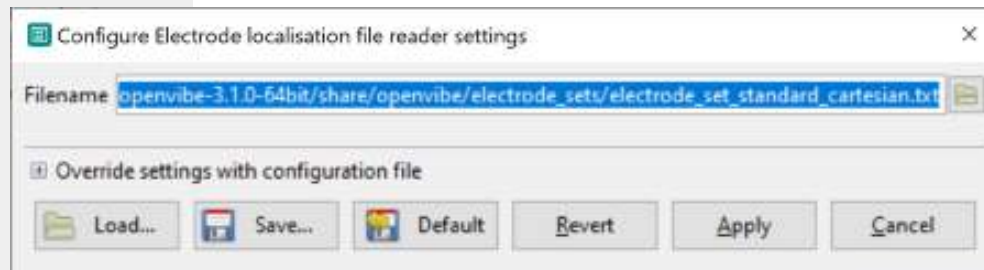 Configure Electrode localisation file reader settings
Filename openvibe-3.1.0-64bit/share/openvibe/electrode_sets/electrode_set_standard_cartesian.txt
Override settings with configuration file
Load... Save... Default Revert Apply Cancel